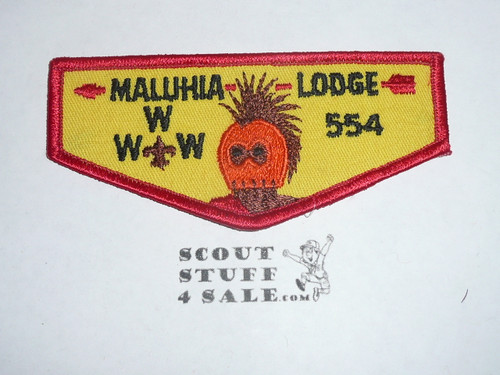 MALUHIA LODGE
W
W W 554
SCOUT
STUFF
4 SALE.COM